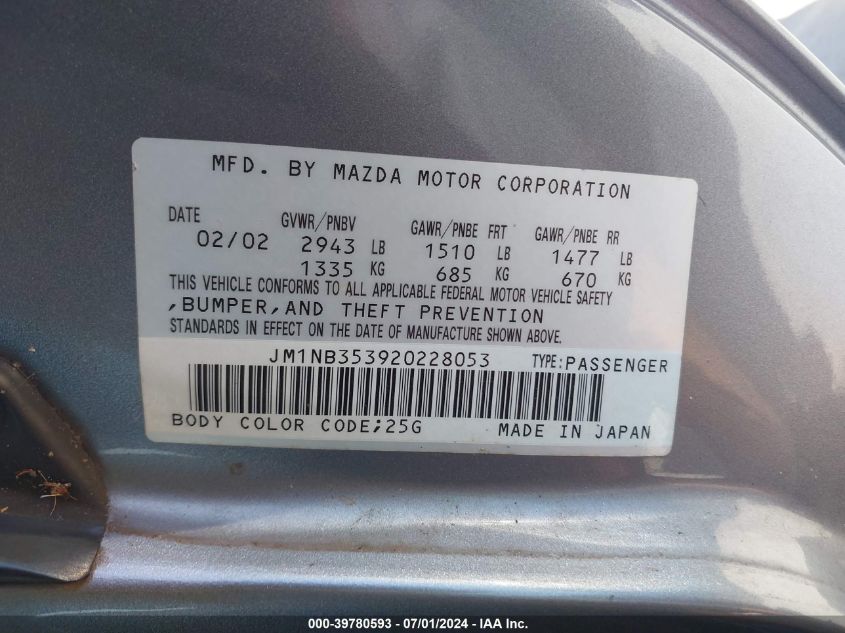 MFD. BY MAZDA MOTOR CORPORATION
DATE GVWR/PNBV GAWR/PNBE FRT GAWR/PNBE RR
02/02 2943 LB 1510 LB 1477 LB
1335 KG 685 KG 670 KG
THIS VEHICLE CONFORMS TO ALL APPLICABLE FEDERAL MOTOR VEHICLE SAFETY
,BUMPER,AND THEFT PREVENTION
STANDARDS IN EFFECT ON THE DATE OF MANUFACTURE SHOWN ABOVE.
JM1NB353920228053 TYPE:PASSENGER
BODY COLOR CODE;25G MADE IN JAPAN
000-39780593 - 07/01/2024 - IAA Inc.